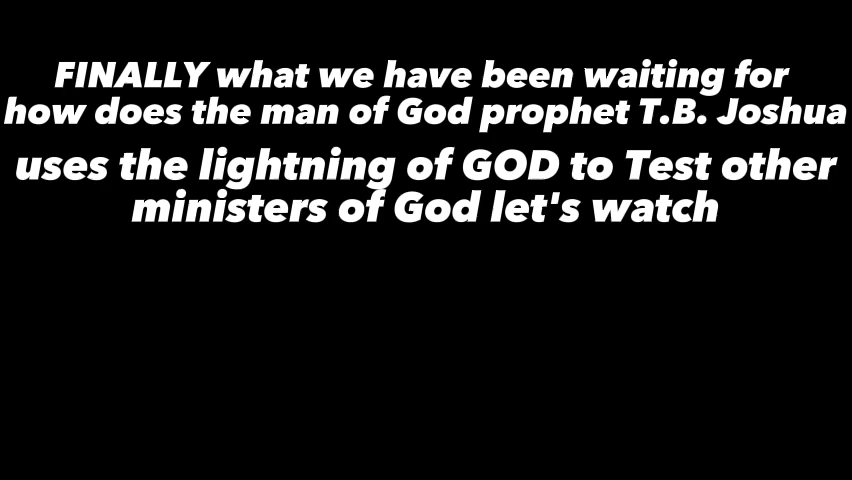 FINALLY what we have been waiting for
how does the man of God prophet T.B. Joshua
uses the lightning of GOD to Test other
ministers of God let's watch